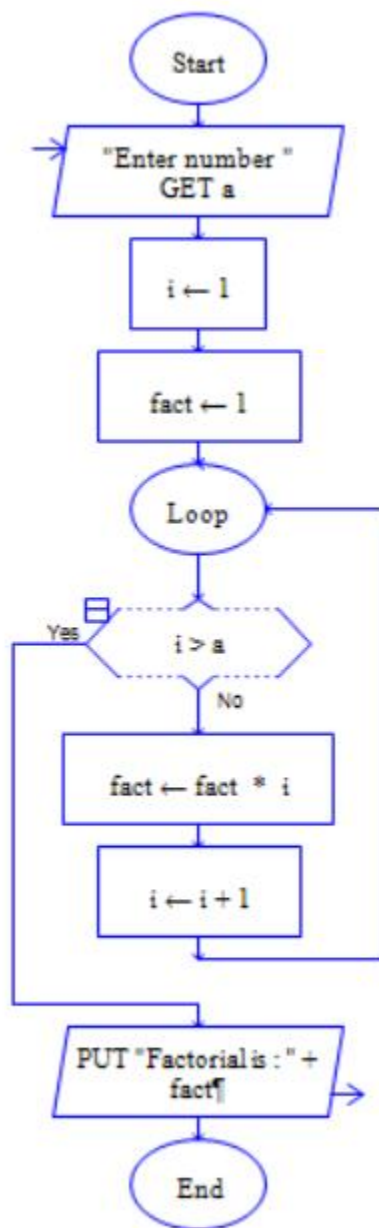 Start
"Enter number "
GET a
i ← 1
fact ← 1
Loop
i > a
Yes
No
fact ← fact * i
i ← i + 1
PUT "Factorial is : " +
fact¶
End